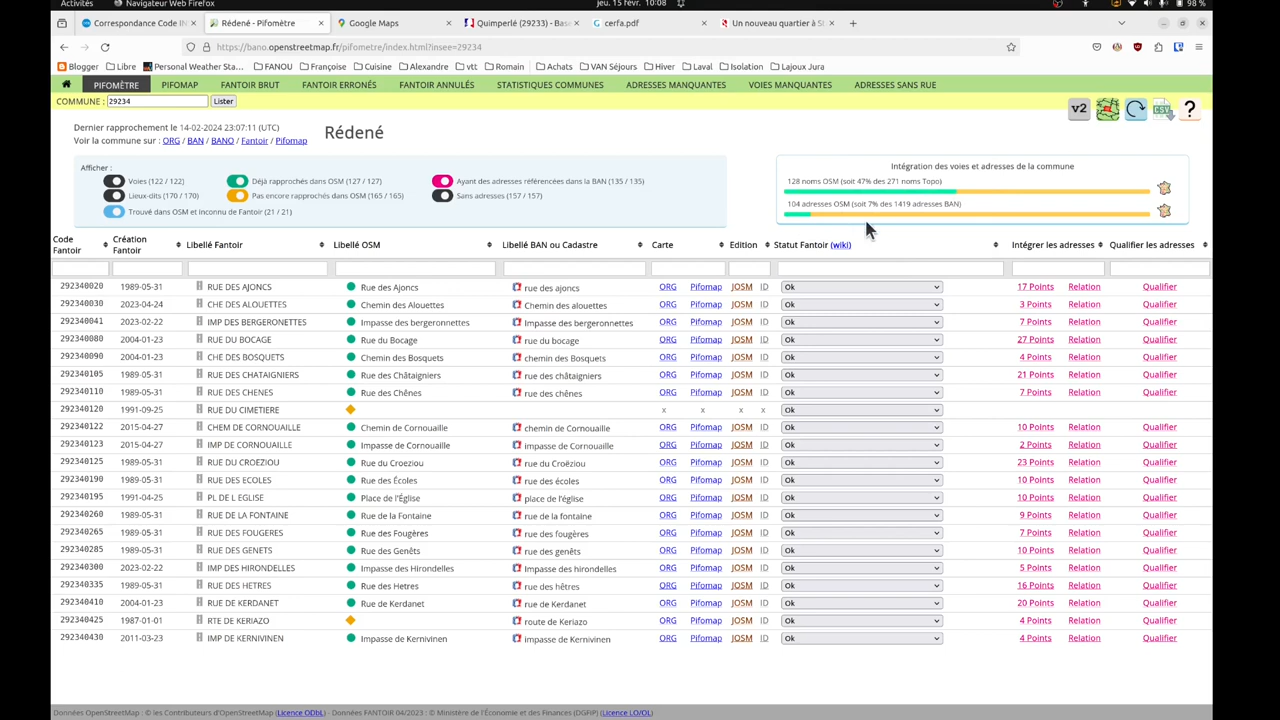 Activités Navigateur Web Firefox jeu. 15 févr. 10:08 98 %
Correspondance Code IN Rédené - Pifomètre Google Maps Quimperlé (29233) - Base cerfa.pdf Un nouveau quartier à St
https://bano.openstreetmap.fr/pifometre/index.html?insee=29234
Blogger Libre Personal Weather Sta... FANOU Françoise Cuisine Alexandre vtt Romain Achats VAN Séjours Hiver Laval Isolation Lajoux Jura
PIFOMÈTRE PIFOMAP FANTOIR BRUT FANTOIR ERRONÉS FANTOIR ANNULÉS STATISTIQUES COMMUNES ADRESSES MANQUANTES VOIES MANQUANTES ADRESSES SANS RUE
COMMUNE : 29234 Lister
v2 CSV ?
Dernier rapprochement le 14-02-2024 23:07:11 (UTC)
Voir la commune sur : ORG / BAN / BANO / Fantoir / Pifomap
Rédené
Afficher :
Voies (122 / 122) Déjà rapprochés dans OSM (127 / 127) Ayant des adresses référencées dans la BAN (135 / 135)
Lieux-dits (170 / 170) Pas encore rapprochés dans OSM (165 / 165) Sans adresses (157 / 157)
Trouvé dans OSM et inconnu de Fantoir (21 / 21)
Intégration des voies et adresses de la commune
128 noms OSM (soit 47% des 271 noms Topo)
104 adresses OSM (soit 7% des 1419 adresses BAN)
Code Fantoir Création Fantoir Libellé Fantoir Libellé OSM Libellé BAN ou Cadastre Carte Edition Statut Fantoir (wiki) Intégrer les adresses Qualifier les adresses
292340020 1989-05-31 RUE DES AJONCS Rue des Ajoncs rue des ajoncs ORG Pifomap JOSM ID Ok 17 Points Relation Qualifier
292340030 2023-04-24 CHE DES ALOUETTES Chemin des Alouettes Chemin des alouettes ORG Pifomap JOSM ID Ok 3 Points Relation Qualifier
292340041 2023-02-22 IMP DES BERGERONETTES Impasse des bergeronnettes Impasse des bergeronnettes ORG Pifomap JOSM ID Ok 7 Points Relation Qualifier
292340080 2004-01-23 RUE DU BOCAGE Rue du Bocage rue du bocage ORG Pifomap JOSM ID Ok 27 Points Relation Qualifier
292340090 2004-01-23 CHE DES BOSQUETS Chemin des Bosquets chemin des Bosquets ORG Pifomap JOSM ID Ok 4 Points Relation Qualifier
292340105 1989-05-31 RUE DES CHATAIGNIERS Rue des Châtaigniers rue des châtaigniers ORG Pifomap JOSM ID Ok 21 Points Relation Qualifier
292340110 1989-05-31 RUE DES CHENES Rue des Chênes rue des chênes ORG Pifomap JOSM ID Ok 7 Points Relation Qualifier
292340120 1991-09-25 RUE DU CIMETIERE x x x x Ok
292340122 2015-04-27 CHEM DE CORNOUAILLE Chemin de Cornouaille chemin de Cornouaille ORG Pifomap JOSM ID Ok 10 Points Relation Qualifier
292340123 2015-04-27 IMP DE CORNOUAILLE Impasse de Cornouaille impasse de Cornouaille ORG Pifomap JOSM ID Ok 2 Points Relation Qualifier
292340125 1989-05-31 RUE DU CROEZIOU Rue du Croeziou rue du Croëziou ORG Pifomap JOSM ID Ok 23 Points Relation Qualifier
292340190 1989-05-31 RUE DES ECOLES Rue des Écoles rue des écoles ORG Pifomap JOSM ID Ok 10 Points Relation Qualifier
292340195 1991-04-25 PL DE L EGLISE Place de l'Église place de l'église ORG Pifomap JOSM ID Ok 10 Points Relation Qualifier
292340260 1989-05-31 RUE DE LA FONTAINE Rue de la Fontaine rue de la fontaine ORG Pifomap JOSM ID Ok 9 Points Relation Qualifier
292340265 1989-05-31 RUE DES FOUGERES Rue des Fougères rue des fougères ORG Pifomap JOSM ID Ok 7 Points Relation Qualifier
292340285 1989-05-31 RUE DES GENETS Rue des Genêts rue des genêts ORG Pifomap JOSM ID Ok 10 Points Relation Qualifier
292340300 2023-02-22 IMP DES HIRONDELLES Impasse des Hirondelles Impasse des hirondelles ORG Pifomap JOSM ID Ok 5 Points Relation Qualifier
292340335 1989-05-31 RUE DES HETRES Rue des Hetres rue des hêtres ORG Pifomap JOSM ID Ok 16 Points Relation Qualifier
292340410 2004-01-23 RUE DE KERDANET Rue de Kerdanet rue de Kerdanet ORG Pifomap JOSM ID Ok 20 Points Relation Qualifier
292340425 1987-01-01 RTE DE KERIAZO route de Keriazo ORG Pifomap JOSM ID Ok 4 Points Relation Qualifier
292340430 2011-03-23 IMP DE KERNIVINEN Impasse de Kernivinen impasse de Kernivinen ORG Pifomap JOSM ID Ok 4 Points Relation Qualifier
Données OpenStreetMap : © les Contributeurs d'OpenStreetMap (Licence ODbL) - Données FANTOIR 04/2023 : © Ministère de l'Économie et des Finances (DGFiP) (Licence LO/OL)